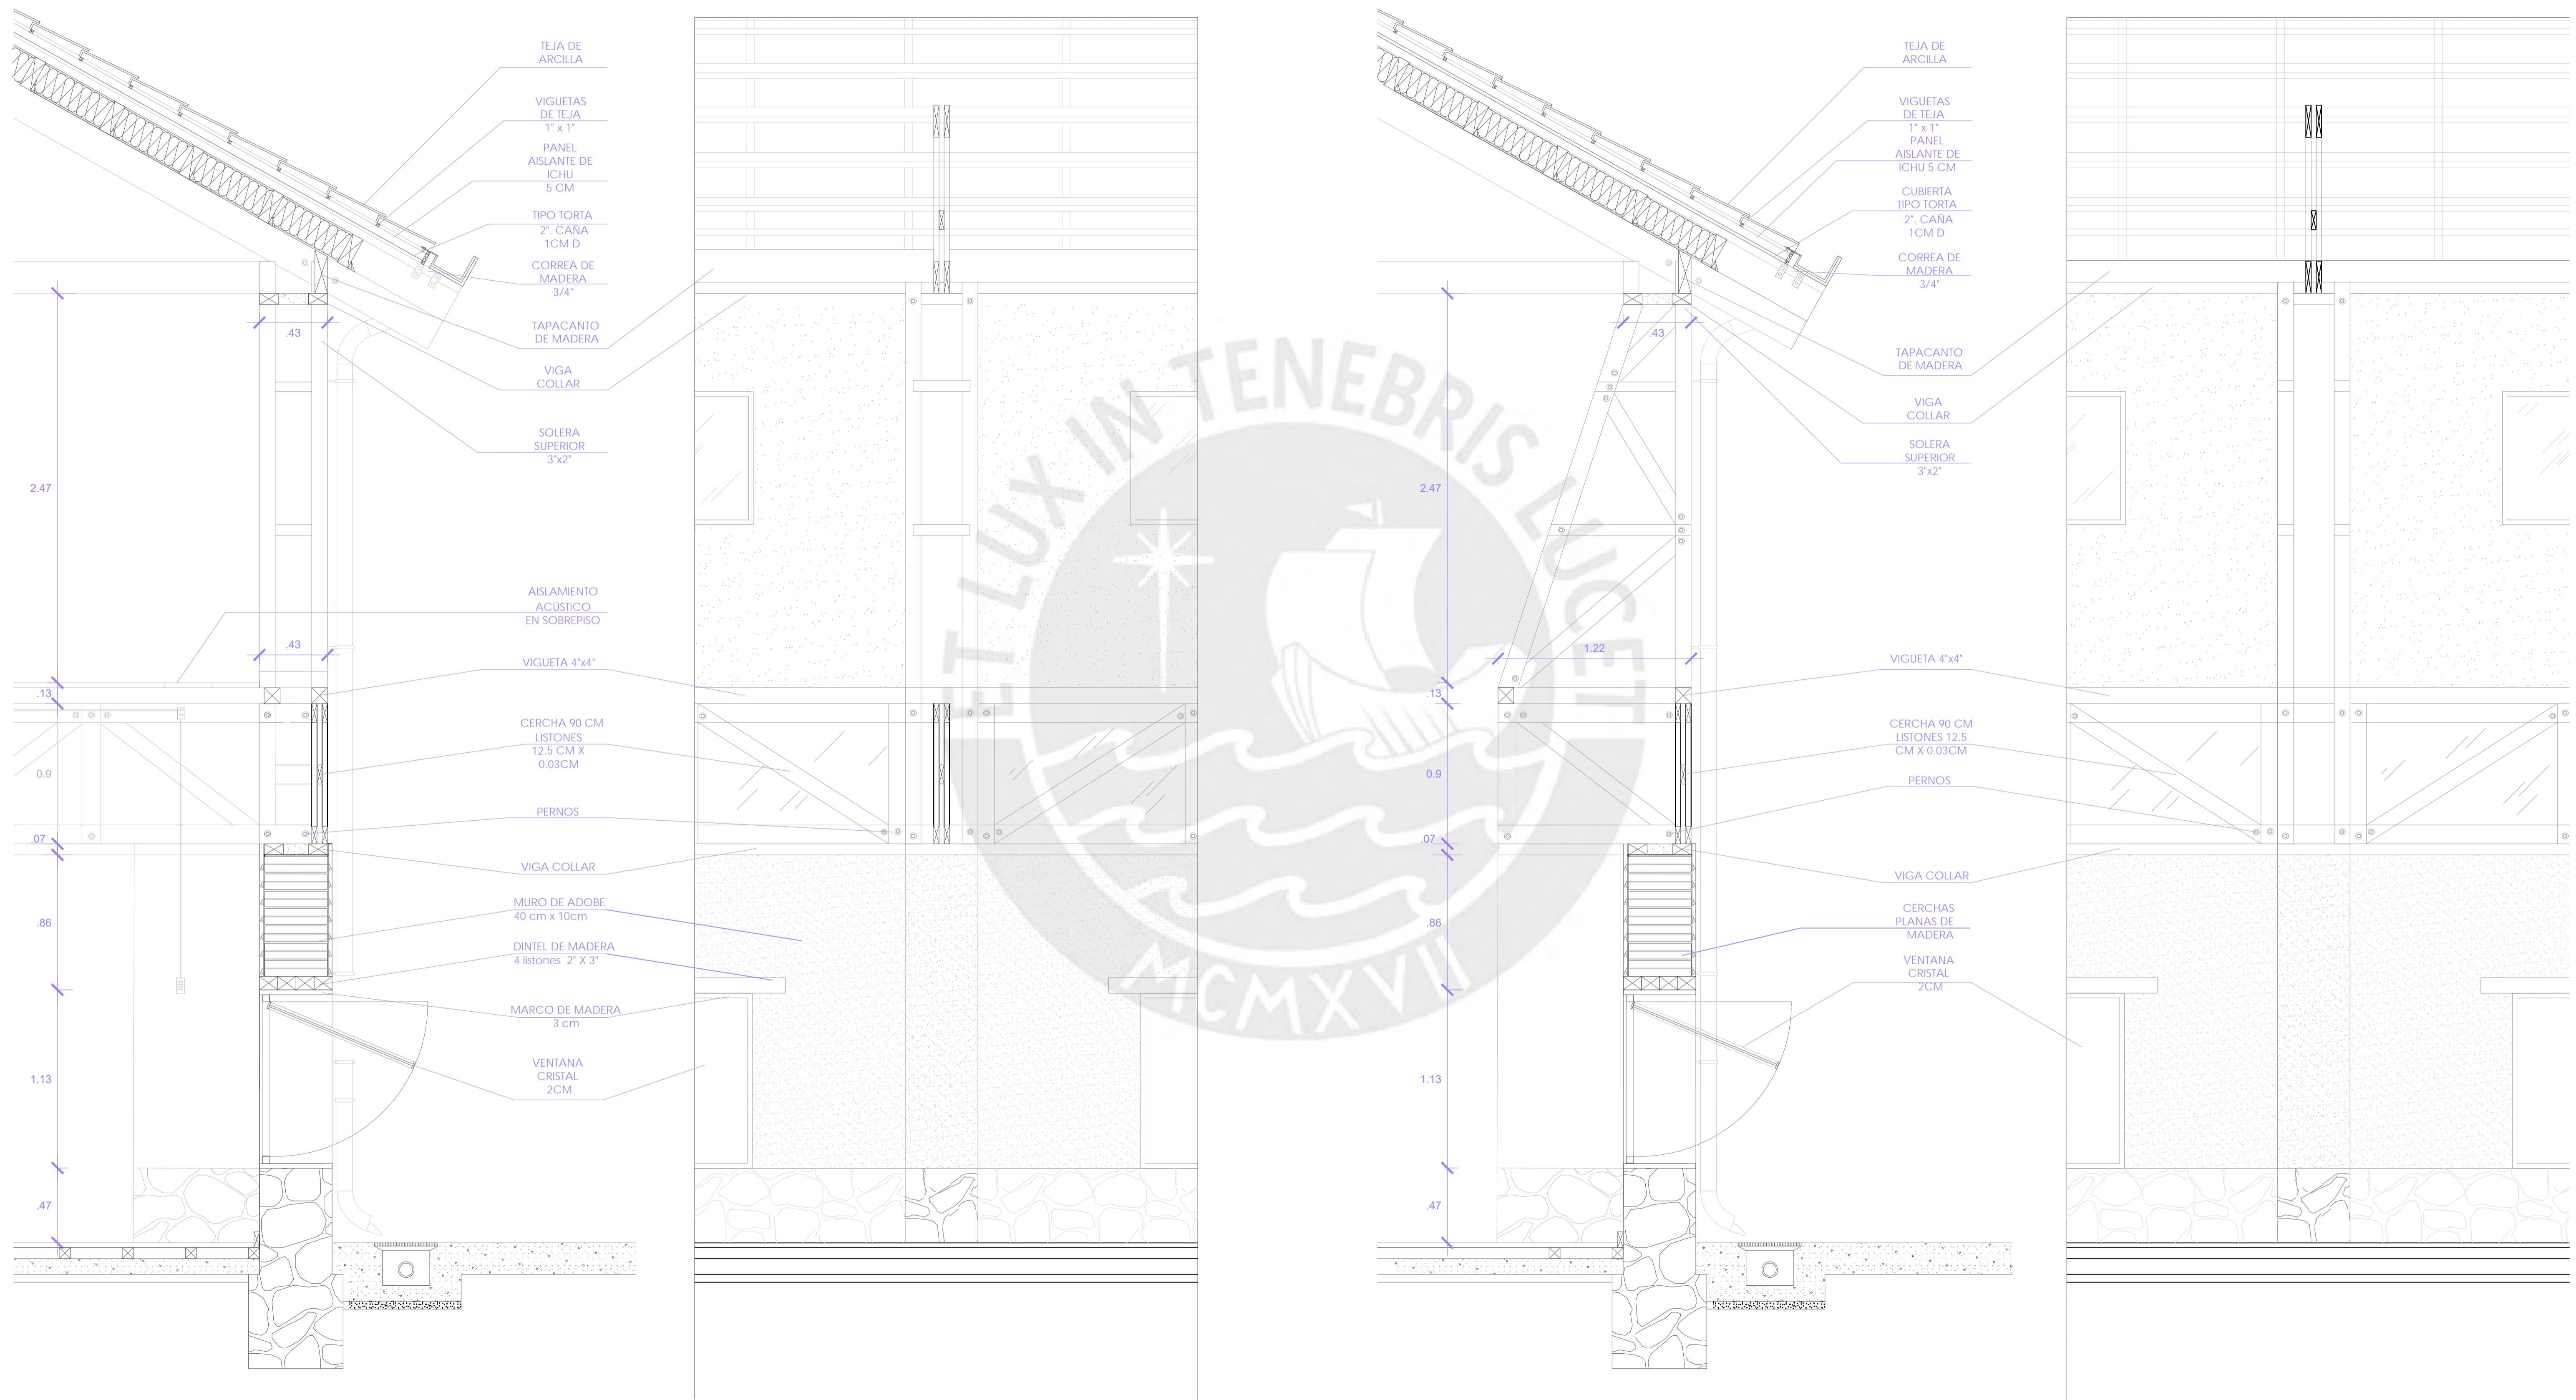 TEJA DE
ARCILLA
VIGUETAS
DE TEJA
1" x 1"
PANEL
AISLANTE DE
ICHU
5 CM
TIPO TORTA
2". CAÑA
1CM D
CORREA DE
MADERA
3/4"
.43
TAPACANTO
DE MADERA
VIGA
COLLAR
SOLERA
SUPERIOR
3"x2"
2.47
AISLAMIENTO
ACÚSTICO
EN SOBREPISO
.43
VIGUETA 4"x4"
.13
CERCHA 90 CM
LISTONES
12.5 CM X
0.03CM
0.9
PERNOS
.07
VIGA COLLAR
MURO DE ADOBE
40 cm x 10cm
.86
DINTEL DE MADERA
4 listones 2" X 3"
MARCO DE MADERA
3 cm
VENTANA
CRISTAL
2CM
1.13
.47
ET LUX IN TENEBRIS LUCET
MCMXVII
TEJA DE
ARCILLA
VIGUETAS
DE TEJA
1" x 1"
PANEL
AISLANTE DE
ICHU 5 CM
CUBIERTA
TIPO TORTA
2". CAÑA
1CM D
CORREA DE
MADERA
3/4"
.43
TAPACANTO
DE MADERA
VIGA
COLLAR
SOLERA
SUPERIOR
3"x2"
2.47
1.22
VIGUETA 4"x4"
.13
CERCHA 90 CM
LISTONES 12.5
CM X 0.03CM
0.9
PERNOS
.07
VIGA COLLAR
CERCHAS
PLANAS DE
MADERA
.86
VENTANA
CRISTAL
2CM
1.13
.47